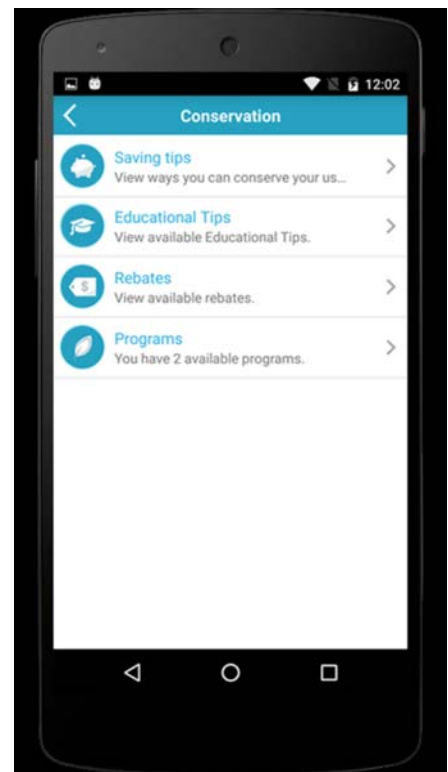 12:02
Conservation
Saving tips
View ways you can conserve your us...
Educational Tips
View available Educational Tips.
$
Rebates
View available rebates.
Programs
You have 2 available programs.